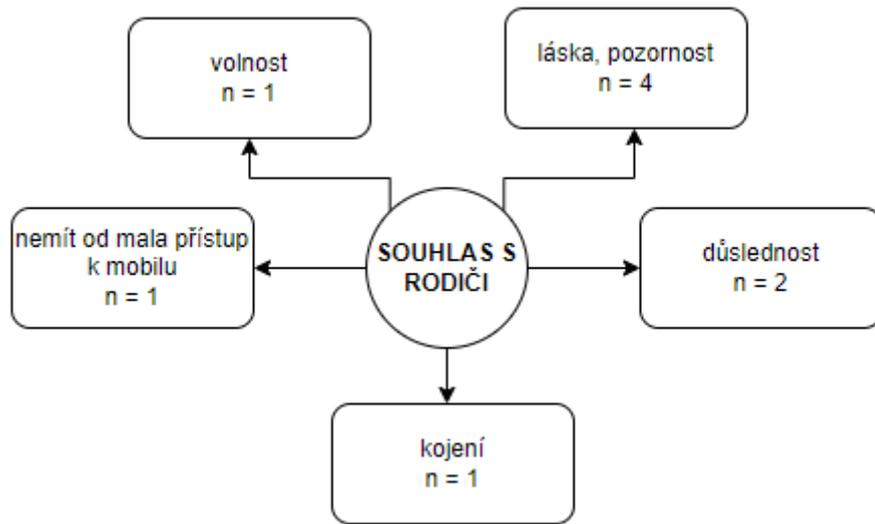 volnost
n = 1
láska, pozornost
n = 4
nemít od mala přístup
k mobilu
n = 1
SOUHLAS S
RODIČI
důslednost
n = 2
kojení
n = 1